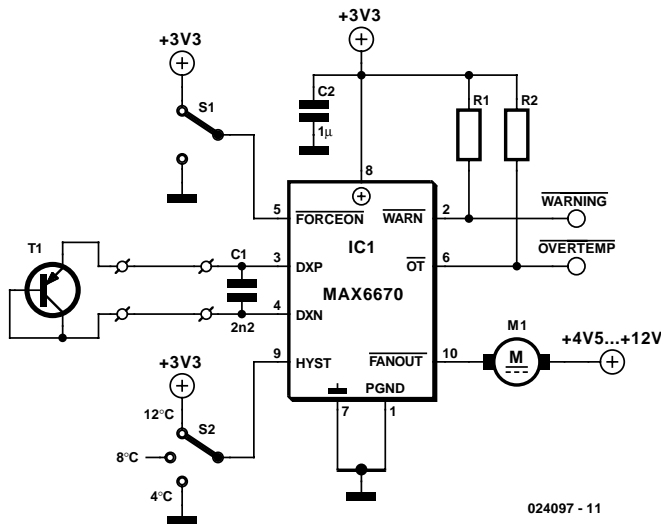 +3V3
+3V3
S1
C2
1µ
R1
R2
8
5
FORCEON
WARN
2
WARNING
IC1
T1
C1
3
DXP
OT
6
OVERTEMP
MAX6670
4
DXN
2n2
M1
+4V5...+12V
9
HYST
FANOUT
10
M
+3V3
PGND
12°C
S2
7
1
8°C
4°C
024097 - 11